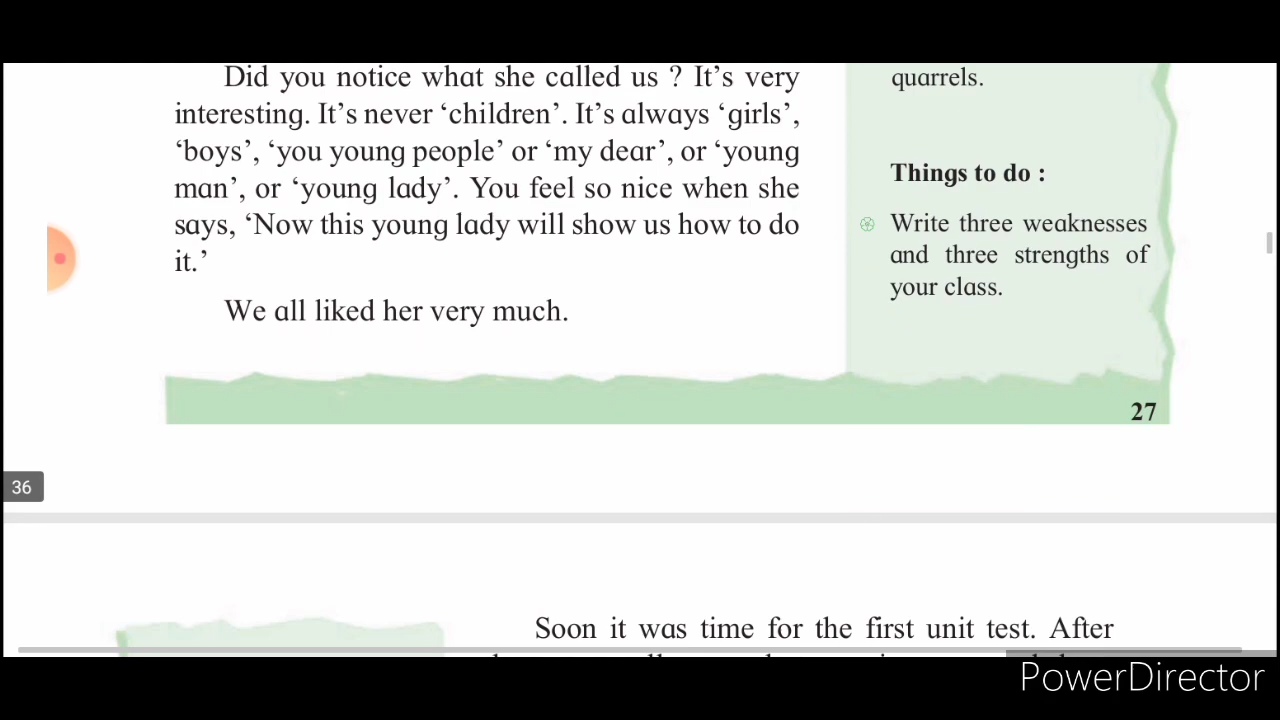 Did you notice what she called us ? It’s very
interesting. It’s never ‘children’. It’s always ‘girls’,
‘boys’, ‘you young people’ or ‘my dear’, or ‘young
man’, or ‘young lady’. You feel so nice when she
says, ‘Now this young lady will show us how to do
it.’
We all liked her very much.
quarrels.
Things to do :
Write three weaknesses
and three strengths of
your class.
27
36
Soon it was time for the first unit test. After
PowerDirector